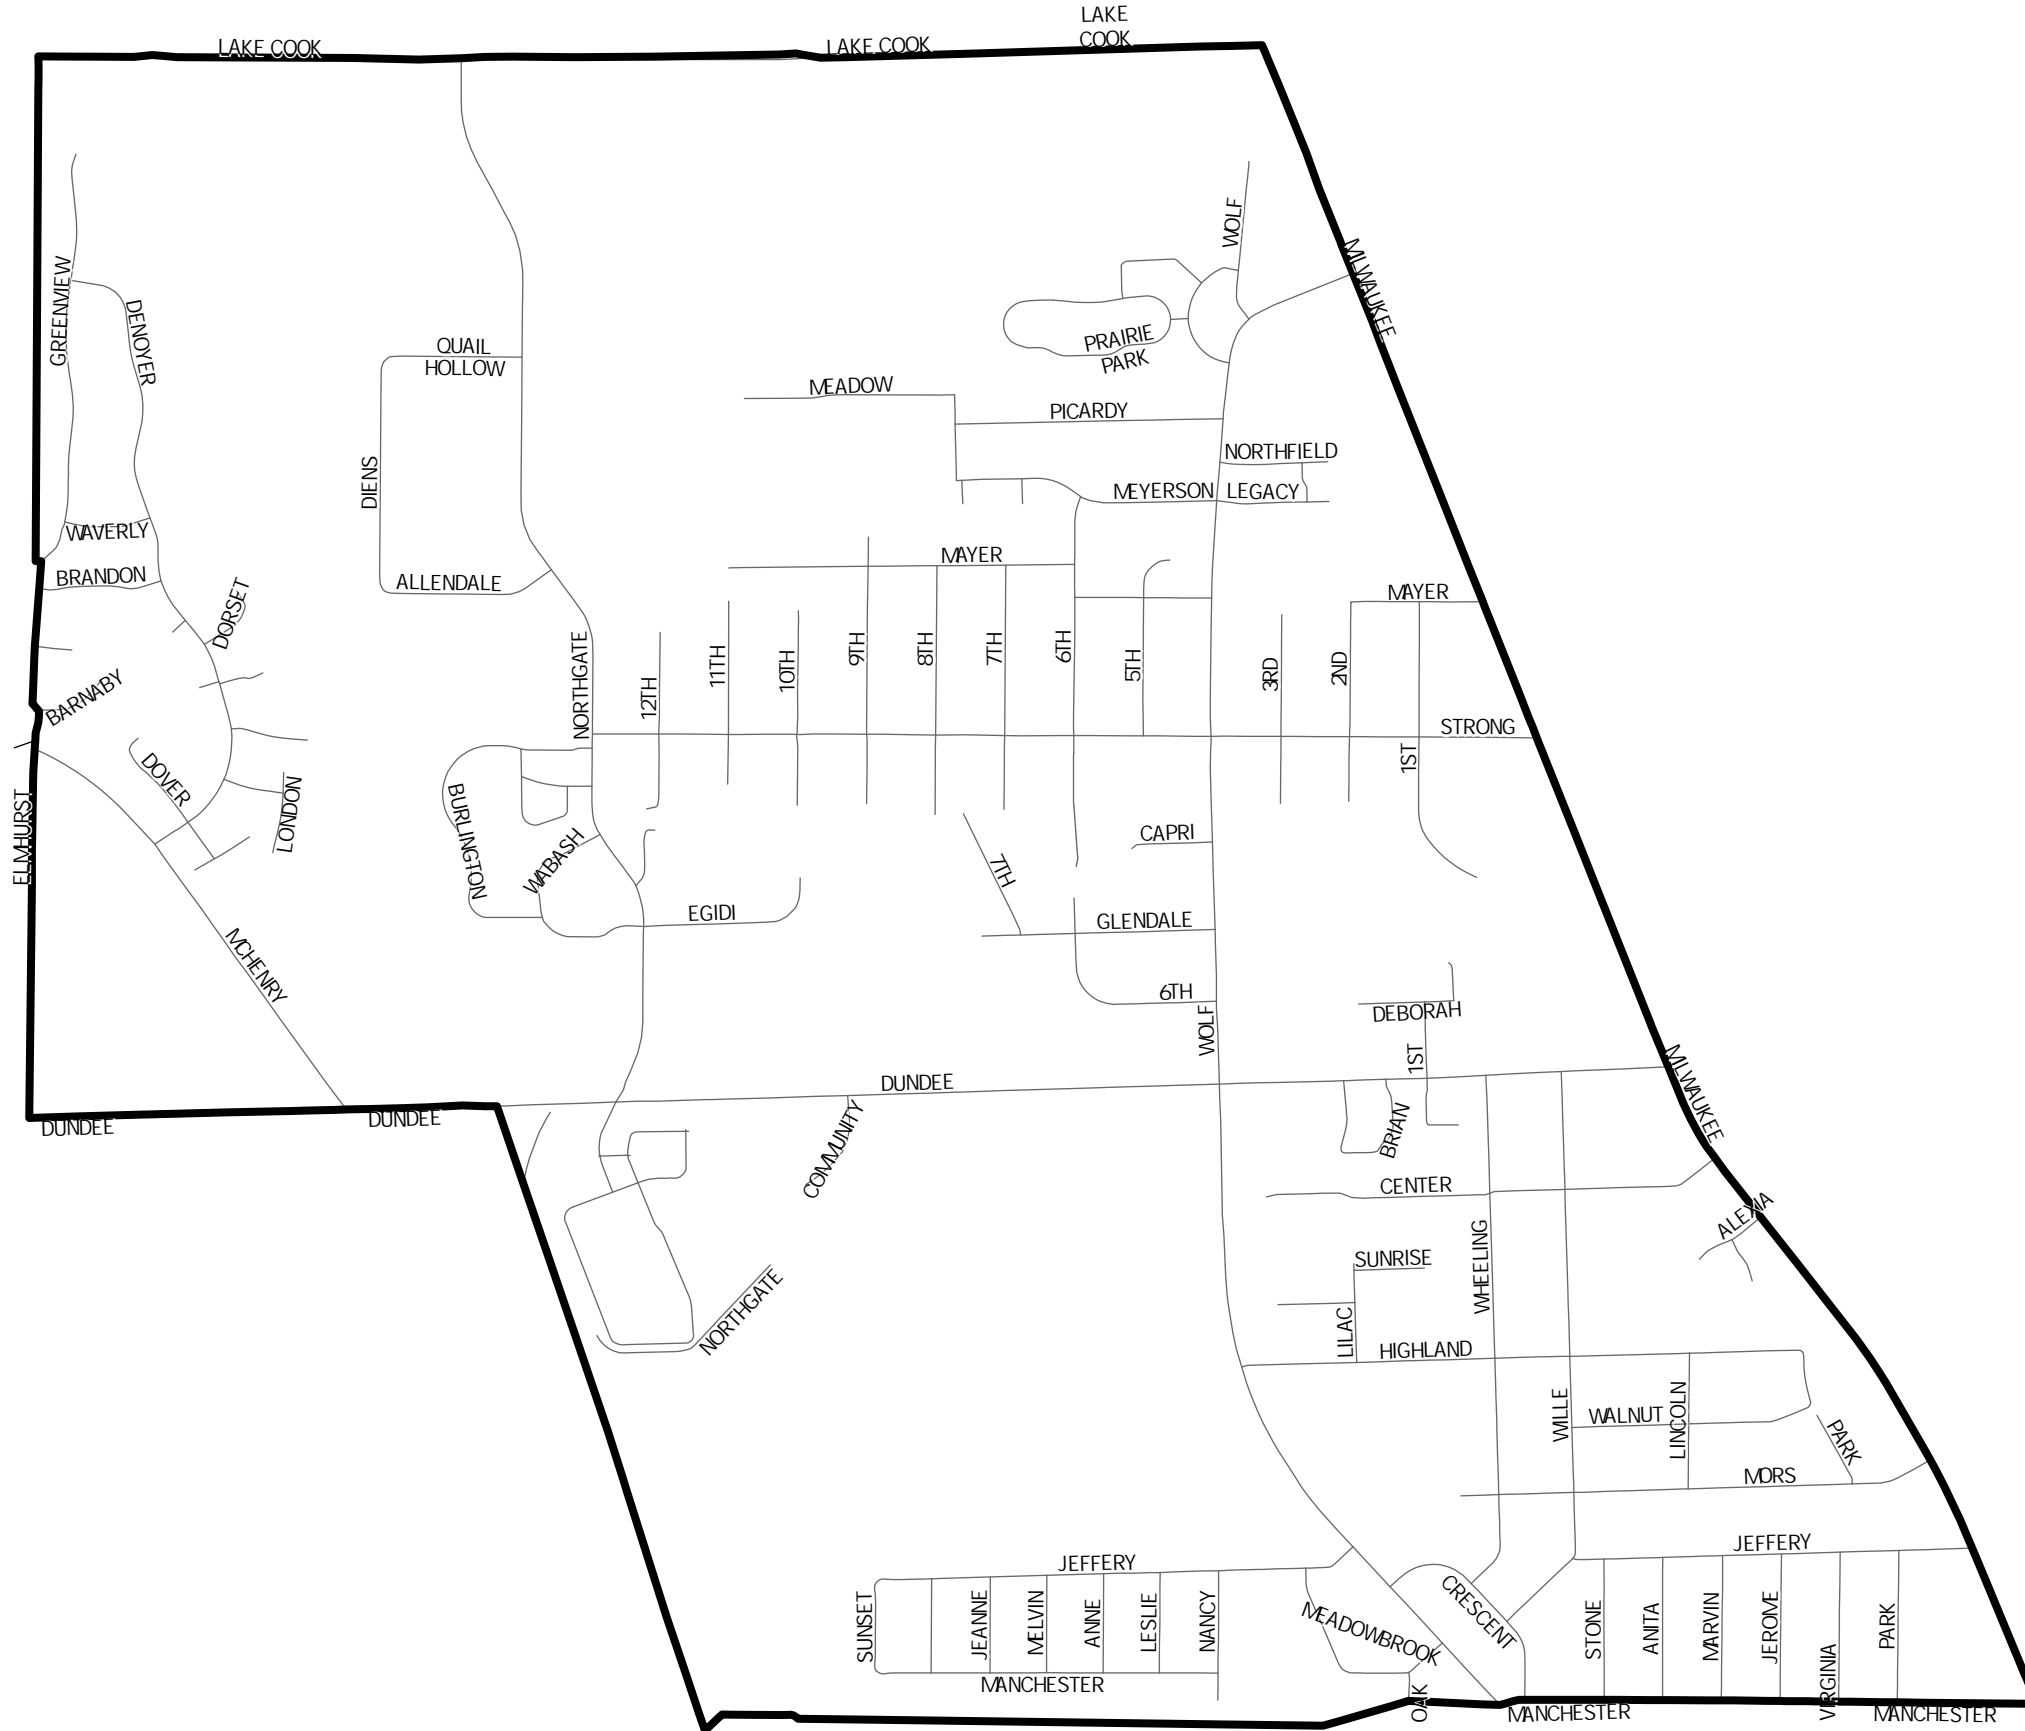 LAKE
COOK
LAKE COOK
LAKE COOK
WOLF
MILWAUKEE
GREENVIEW
DENOYER
QUAIL
HOLLOW
PRAIRIE
PARK
MEADOW
PICARDY
DIENS
NORTHFIELD
MEYERSON
LEGACY
WAVERLY
BRANDON
ALLENDALE
MAYER
MAYER
DORSET
BARNABY
NORTHGATE
12TH
11TH
10TH
9TH
8TH
7TH
6TH
5TH
3RD
2ND
STRONG
1ST
DOVER
LONDON
ELMHURST
BURLINGTON
WABASH
7TH
CAPRI
EGIDI
GLENDALE
MCHENRY
6TH
WOLF
DEBORAH
1ST
DUNDEE
DUNDEE
DUNDEE
MILWAUKEE
COMMUNITY
BRIAN
CENTER
ALEXIA
SUNRISE
WHEELING
NORTHGATE
LILAC
HIGHLAND
WILLE
WALNUT
LINCOLN
PARK
MORS
JEFFERY
JEFFERY
SUNSET
JEANNE
MELVIN
ANNE
LESLIE
NANCY
MEADOWBROOK
CRESCENT
STONE
ANITA
MARVIN
JEROME
VIRGINIA
PARK
MANCHESTER
OAK
MANCHESTER
MANCHESTER